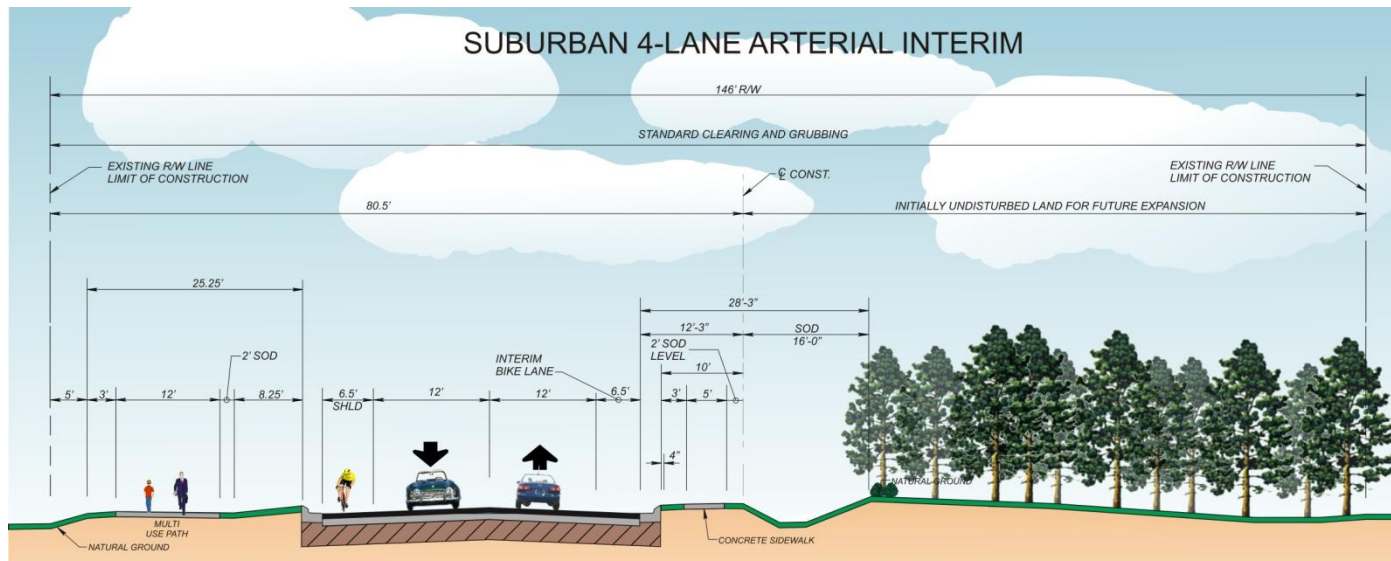 SUBURBAN 4-LANE ARTERIAL INTERIM
146' R/W
STANDARD CLEARING AND GRUBBING
EXISTING R/W LINE
LIMIT OF CONSTRUCTION
℄ CONST.
EXISTING R/W LINE
LIMIT OF CONSTRUCTION
80.5'
INITIALLY UNDISTURBED LAND FOR FUTURE EXPANSION
25.25'
28'-3"
12'-3"
SOD
16'-0"
2' SOD
INTERIM
BIKE LANE
2' SOD
LEVEL
10'
5'
3'
12'
8.25'
6.5'
SHLD
12'
12'
6.5'
3'
5'
4"
NATURAL GROUND
MULTI
USE PATH
NATURAL GROUND
CONCRETE SIDEWALK